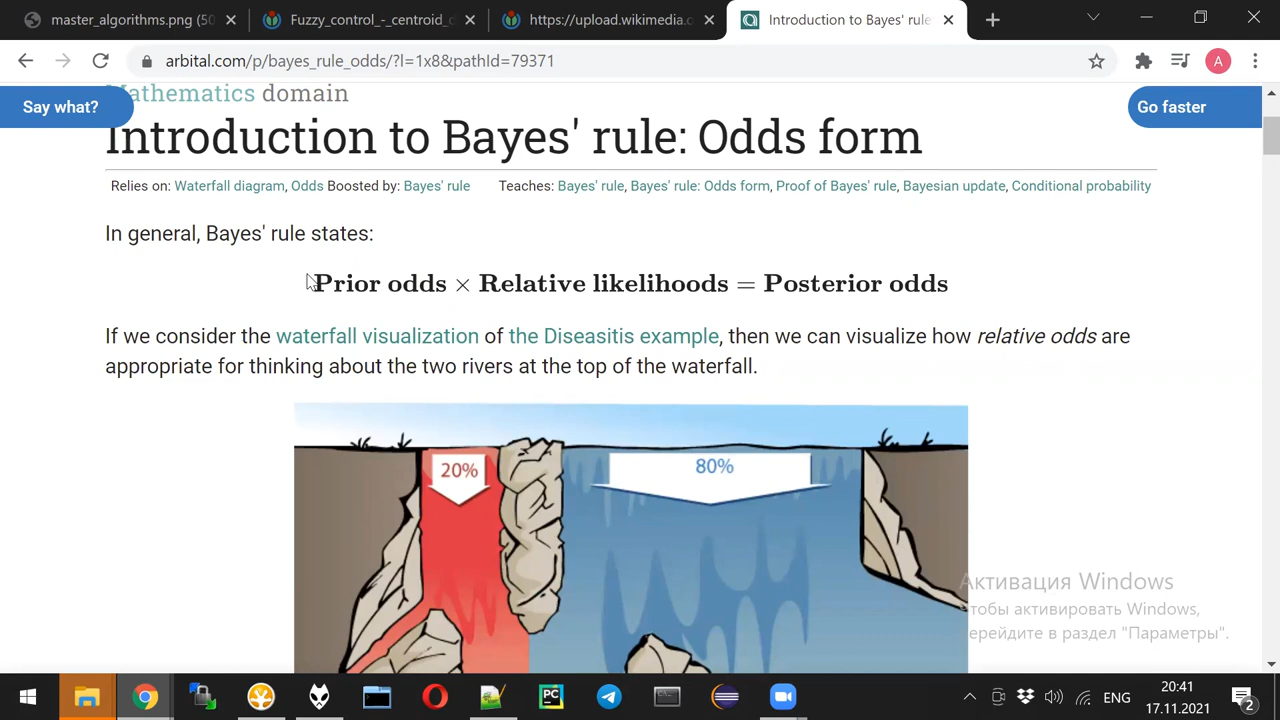 master_algorithms.png (50
Fuzzy_control_-_centroid_c
https://upload.wikimedia.c
Introduction to Bayes' rule
arbital.com/p/bayes_rule_odds/?l=1x8&pathId=79371
A
Mathematics domain
Say what?
Go faster
Introduction to Bayes' rule: Odds form
Relies on: Waterfall diagram, Odds Boosted by: Bayes' rule Teaches: Bayes' rule, Bayes' rule: Odds form, Proof of Bayes' rule, Bayesian update, Conditional probability
In general, Bayes' rule states:
Prior odds × Relative likelihoods = Posterior odds
If we consider the waterfall visualization of the Diseasitis example, then we can visualize how relative odds are
appropriate for thinking about the two rivers at the top of the waterfall.
20%
80%
Активация Windows
Чтобы активировать Windows,
перейдите в раздел "Параметры".
PC
ENG
20:41
17.11.2021
2